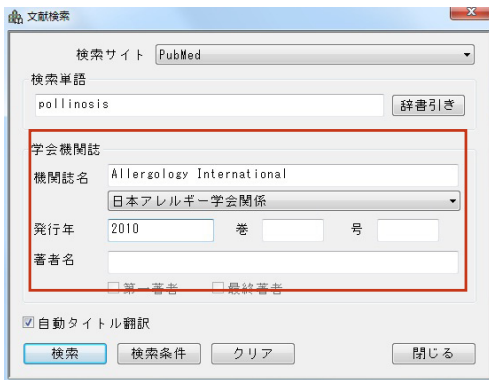 文献検索
検索サイト PubMed
検索単語
pollinosis 辞書引き
学会機関誌
機関誌名 Allergology International
日本アレルギー学会関係
発行年 2010 巻 号
著者名
第一著者 最終著者
自動タイトル翻訳
検索 検索条件 クリア 閉じる